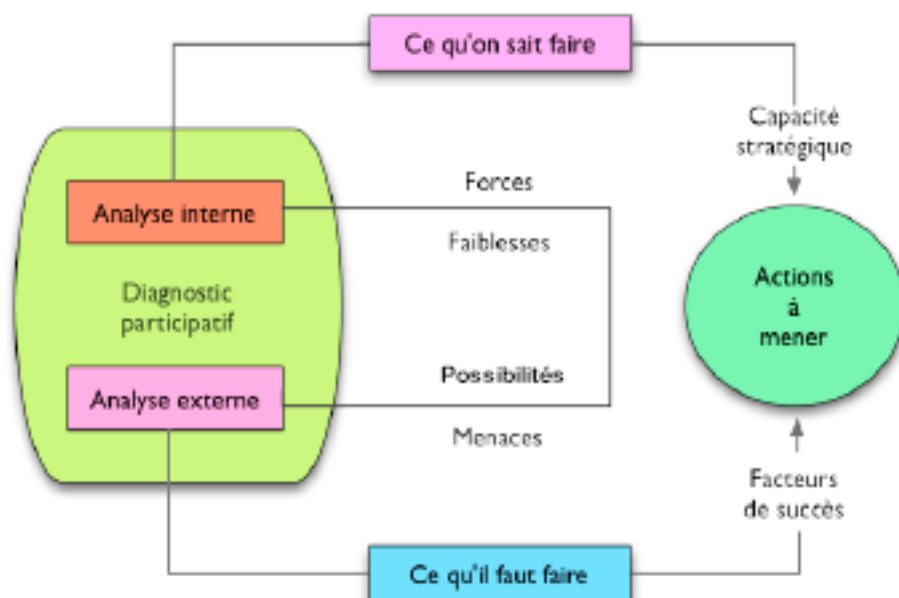 Ce qu'on sait faire
Capacité
stratégique
Forces
Analyse interne
Faiblesses
Diagnostic
participatif
Actions
à
mener
Possibilités
Analyse externe
Menaces
Facteurs
de succès
Ce qu'il faut faire